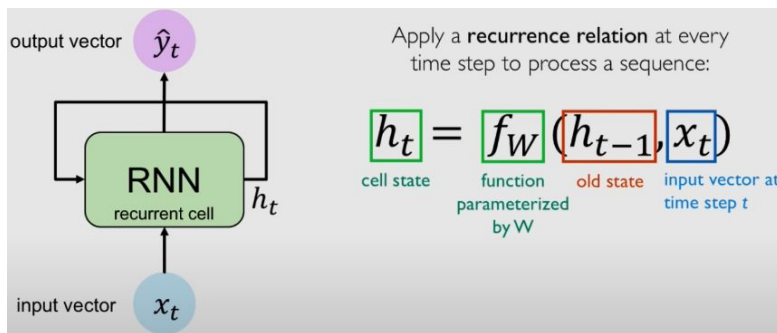 output vector
ŷₜ
RNN
recurrent cell
hₜ
input vector
xₜ
Apply a recurrence relation at every
time step to process a sequence:
hₜ = f_W(hₜ₋₁, xₜ)
cell state
function
parameterized
by W
old state
input vector at
time step t